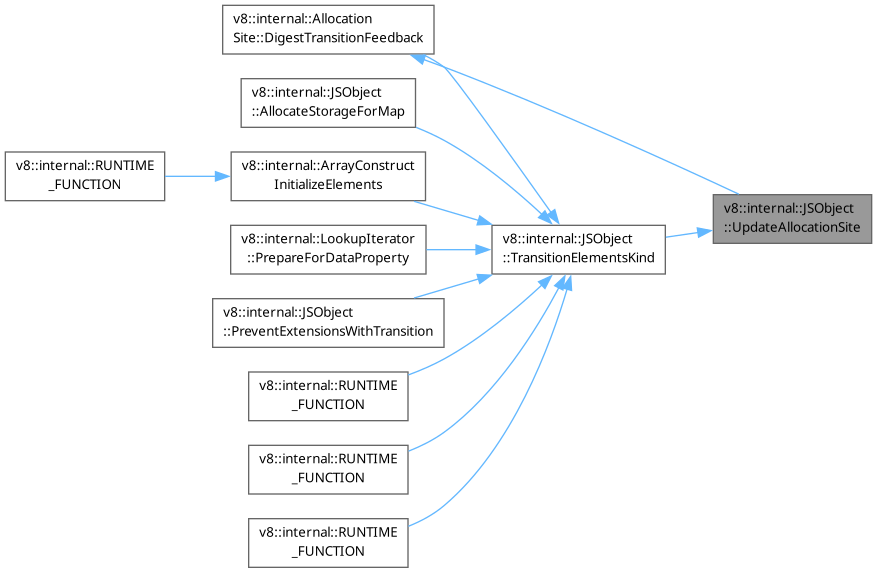 v8::internal::Allocation
Site::DigestTransitionFeedback
v8::internal::JSObject
::AllocateStorageForMap
v8::internal::RUNTIME
_FUNCTION
v8::internal::ArrayConstruct
InitializeElements
v8::internal::JSObject
::UpdateAllocationSite
v8::internal::LookupIterator
::PrepareForDataProperty
v8::internal::JSObject
::TransitionElementsKind
v8::internal::JSObject
::PreventExtensionsWithTransition
v8::internal::RUNTIME
_FUNCTION
v8::internal::RUNTIME
_FUNCTION
v8::internal::RUNTIME
_FUNCTION